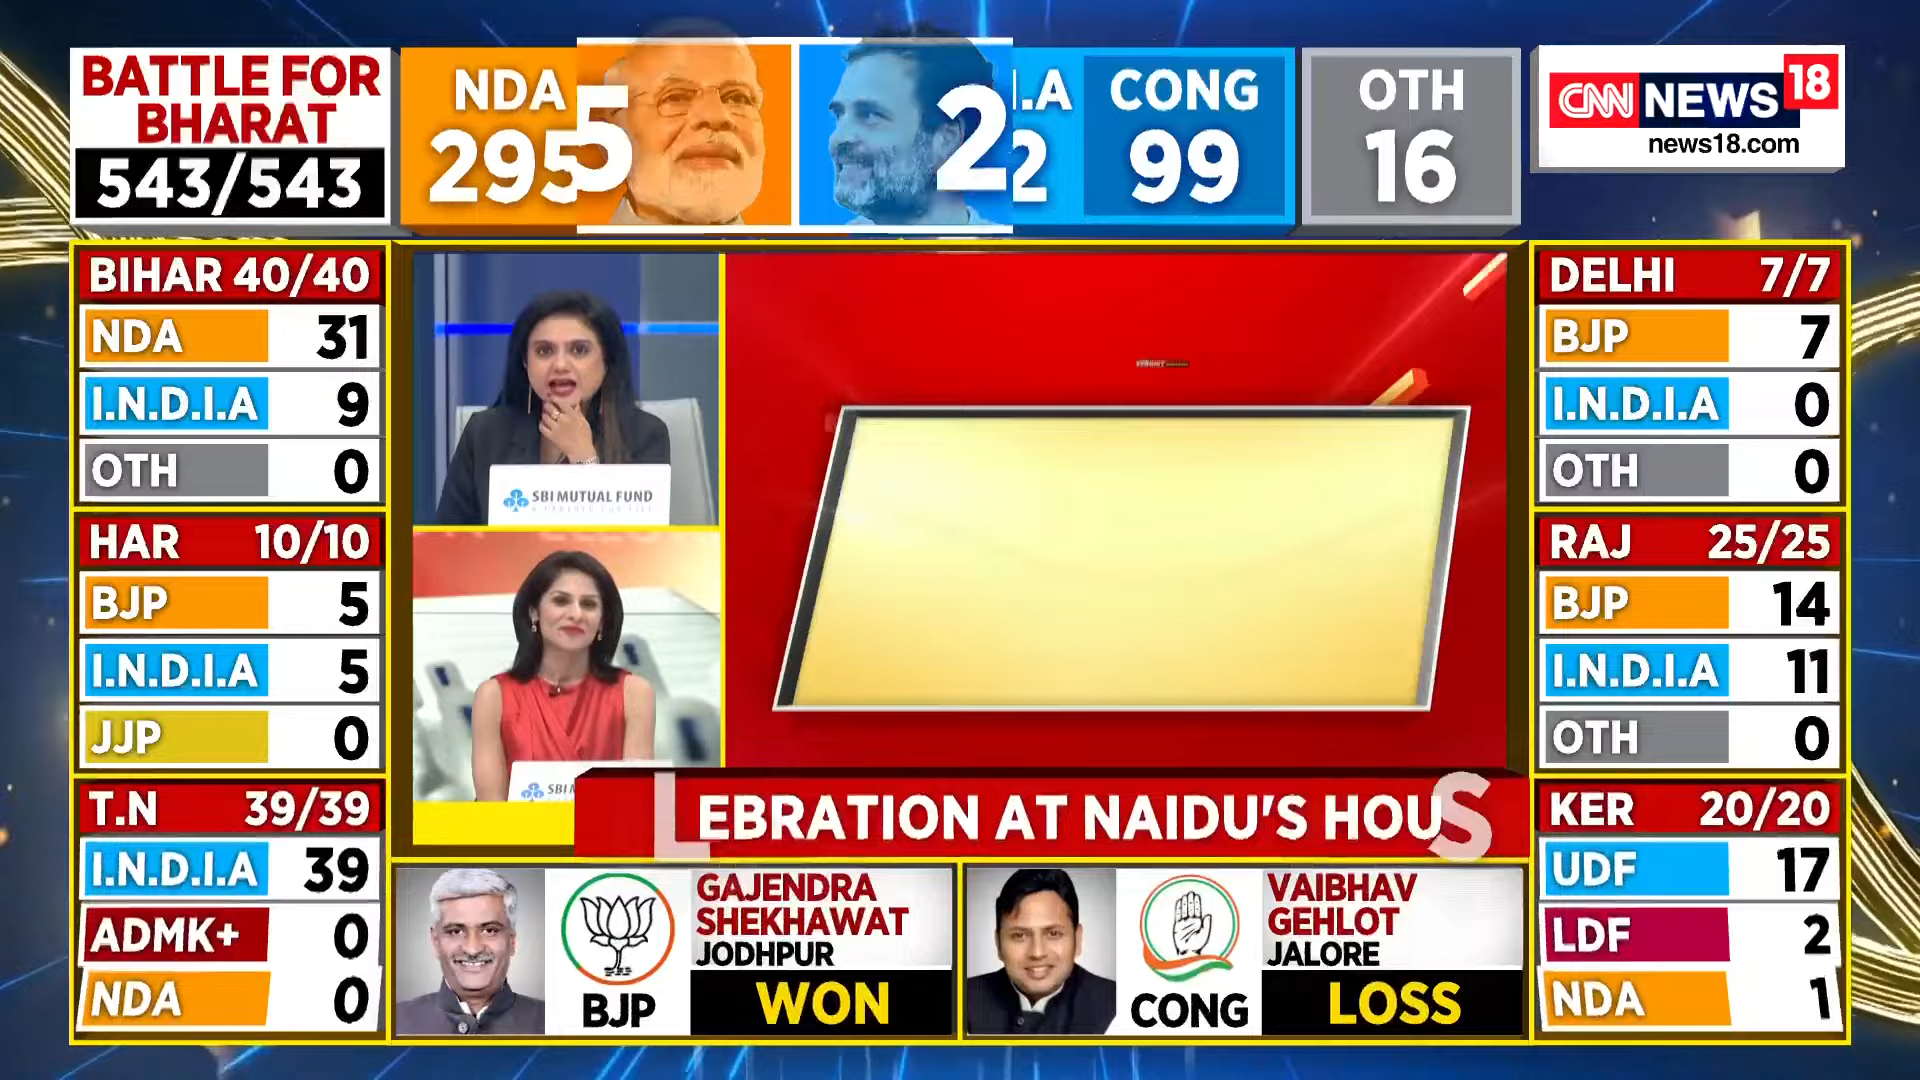 BATTLE FOR
BHARAT
543/543
NDA
295
5
2
I.A
2
CONG
99
OTH
16
CNN NEWS 18
news18.com
BIHAR 40/40
NDA 31
I.N.D.I.A 9
OTH 0
HAR 10/10
BJP 5
I.N.D.I.A 5
JJP 0
T.N 39/39
I.N.D.I.A 39
ADMK+ 0
NDA 0
SBI MUTUAL FUND
SBI
L EBRATION AT NAIDU'S HOU S
BJP
GAJENDRA
SHEKHAWAT
JODHPUR
WON
CONG
VAIBHAV
GEHLOT
JALORE
LOSS
DELHI 7/7
BJP 7
I.N.D.I.A 0
OTH 0
RAJ 25/25
BJP 14
I.N.D.I.A 11
OTH 0
KER 20/20
UDF 17
LDF 2
NDA 1